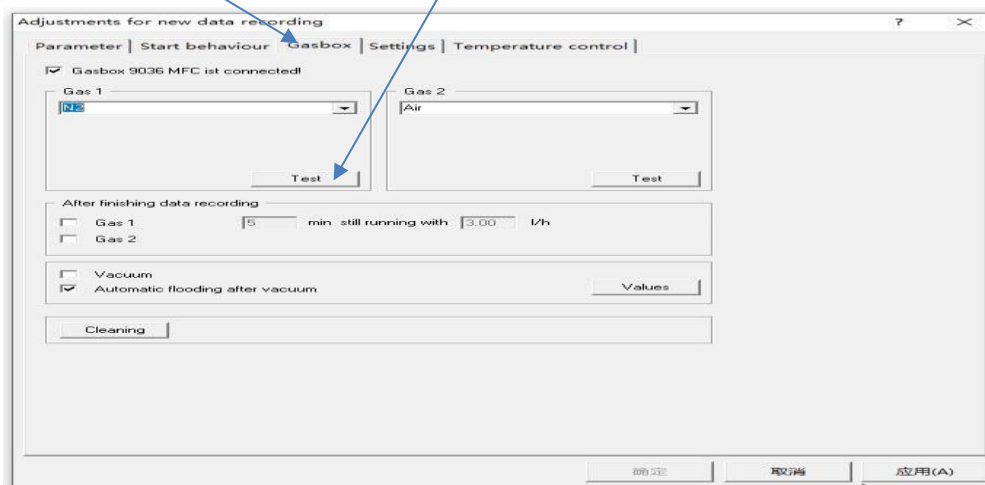 Adjustments for new data recording ? ×
Parameter Start behaviour Gasbox Settings Temperature control
Gasbox 9036 MFC ist connected!
Gas 1 Gas 2
N2 Air
Test Test
After finishing data recording
Gas 1 5 min still running with 3.00 l/h
Gas 2
Vacuum
Automatic flooding after vacuum Values
Cleaning
确定 取消 应用(A)